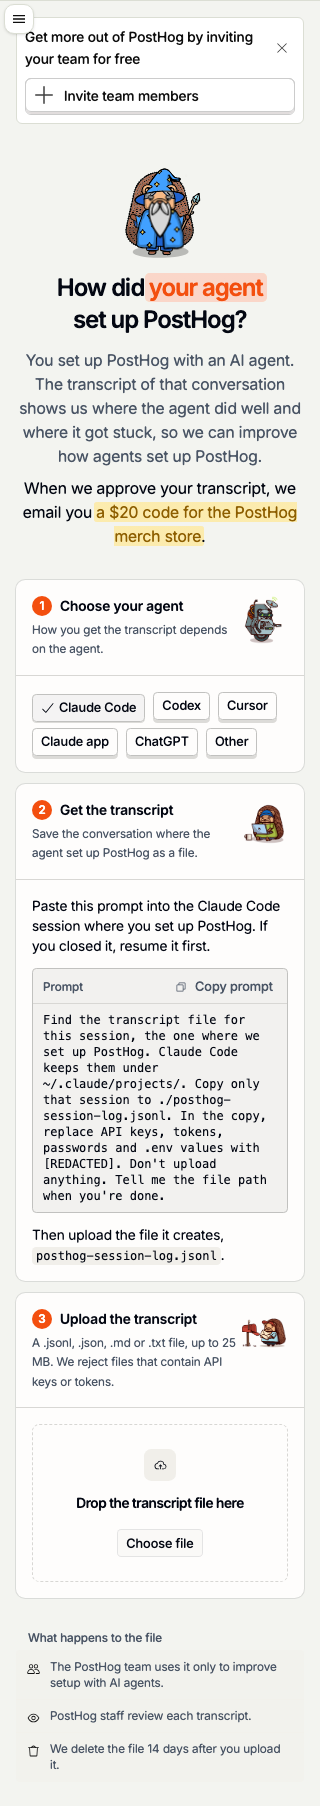 Get more out of PostHog by inviting
your team for free
Invite team members
How did your agent
set up PostHog?
You set up PostHog with an AI agent.
The transcript of that conversation
shows us where the agent did well and
where it got stuck, so we can improve
how agents set up PostHog.
When we approve your transcript, we
email you a $20 code for the PostHog
merch store.
1 Choose your agent
How you get the transcript depends
on the agent.
Claude Code Codex Cursor
Claude app ChatGPT Other
2 Get the transcript
Save the conversation where the
agent set up PostHog as a file.
Paste this prompt into the Claude Code
session where you set up PostHog. If
you closed it, resume it first.
Prompt Copy prompt
Find the transcript file for
this session, the one where we
set up PostHog. Claude Code
keeps them under
~/.claude/projects/. Copy only
that session to ./posthog-
session-log.jsonl. In the copy,
replace API keys, tokens,
passwords and .env values with
[REDACTED]. Don't upload
anything. Tell me the file path
when you're done.
Then upload the file it creates,
posthog-session-log.jsonl.
3 Upload the transcript
A .jsonl, .json, .md or .txt file, up to 25
MB. We reject files that contain API
keys or tokens.
Drop the transcript file here
Choose file
What happens to the file
The PostHog team uses it only to improve
setup with AI agents.
PostHog staff review each transcript.
We delete the file 14 days after you upload
it.